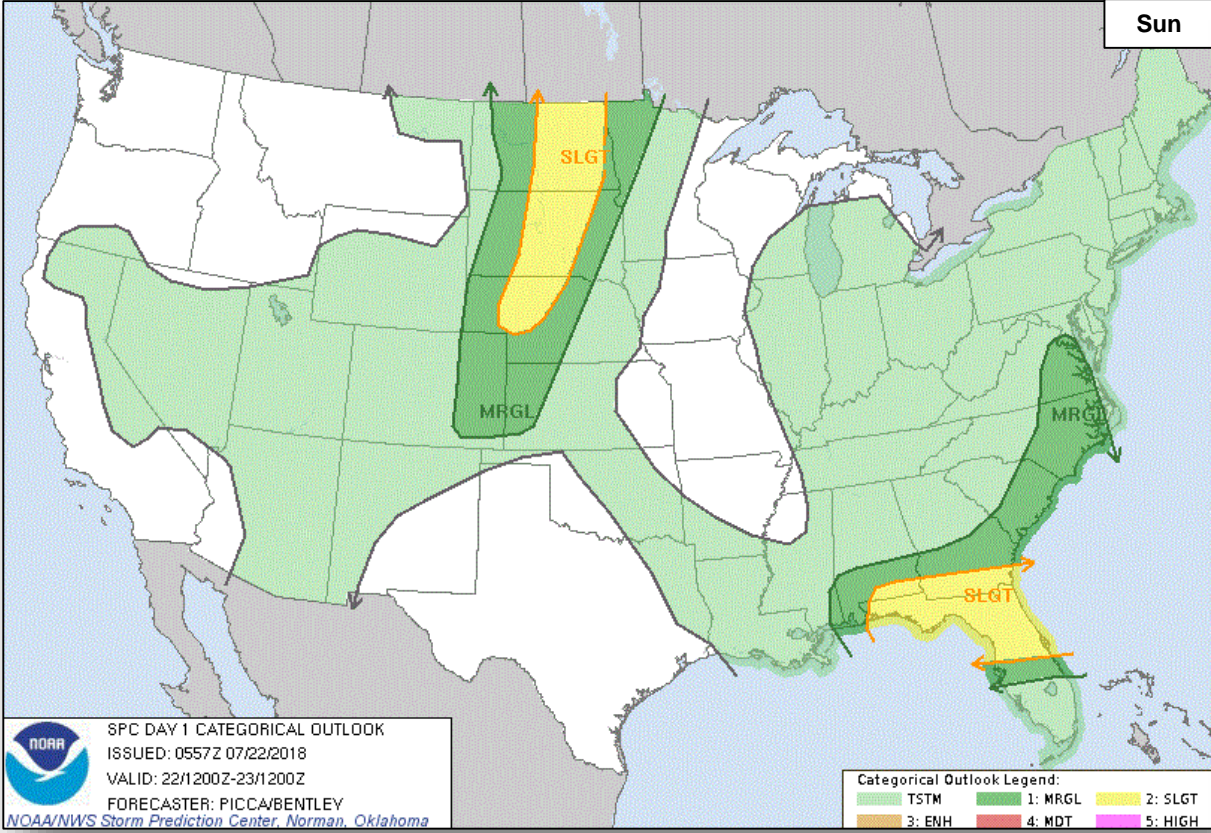 Sun
SLGT
MRGL
MRGL
SLGT
NOAA
SPC DAY 1 CATEGORICAL OUTLOOK
ISSUED: 0557Z 07/22/2018
VALID: 22/1200Z-23/1200Z
FORECASTER: PICCA/BENTLEY
NOAA/NWS Storm Prediction Center, Norman, Oklahoma
Categorical Outlook Legend:
TSTM 1: MRGL 2: SLGT
3: ENH 4: MDT 5: HIGH